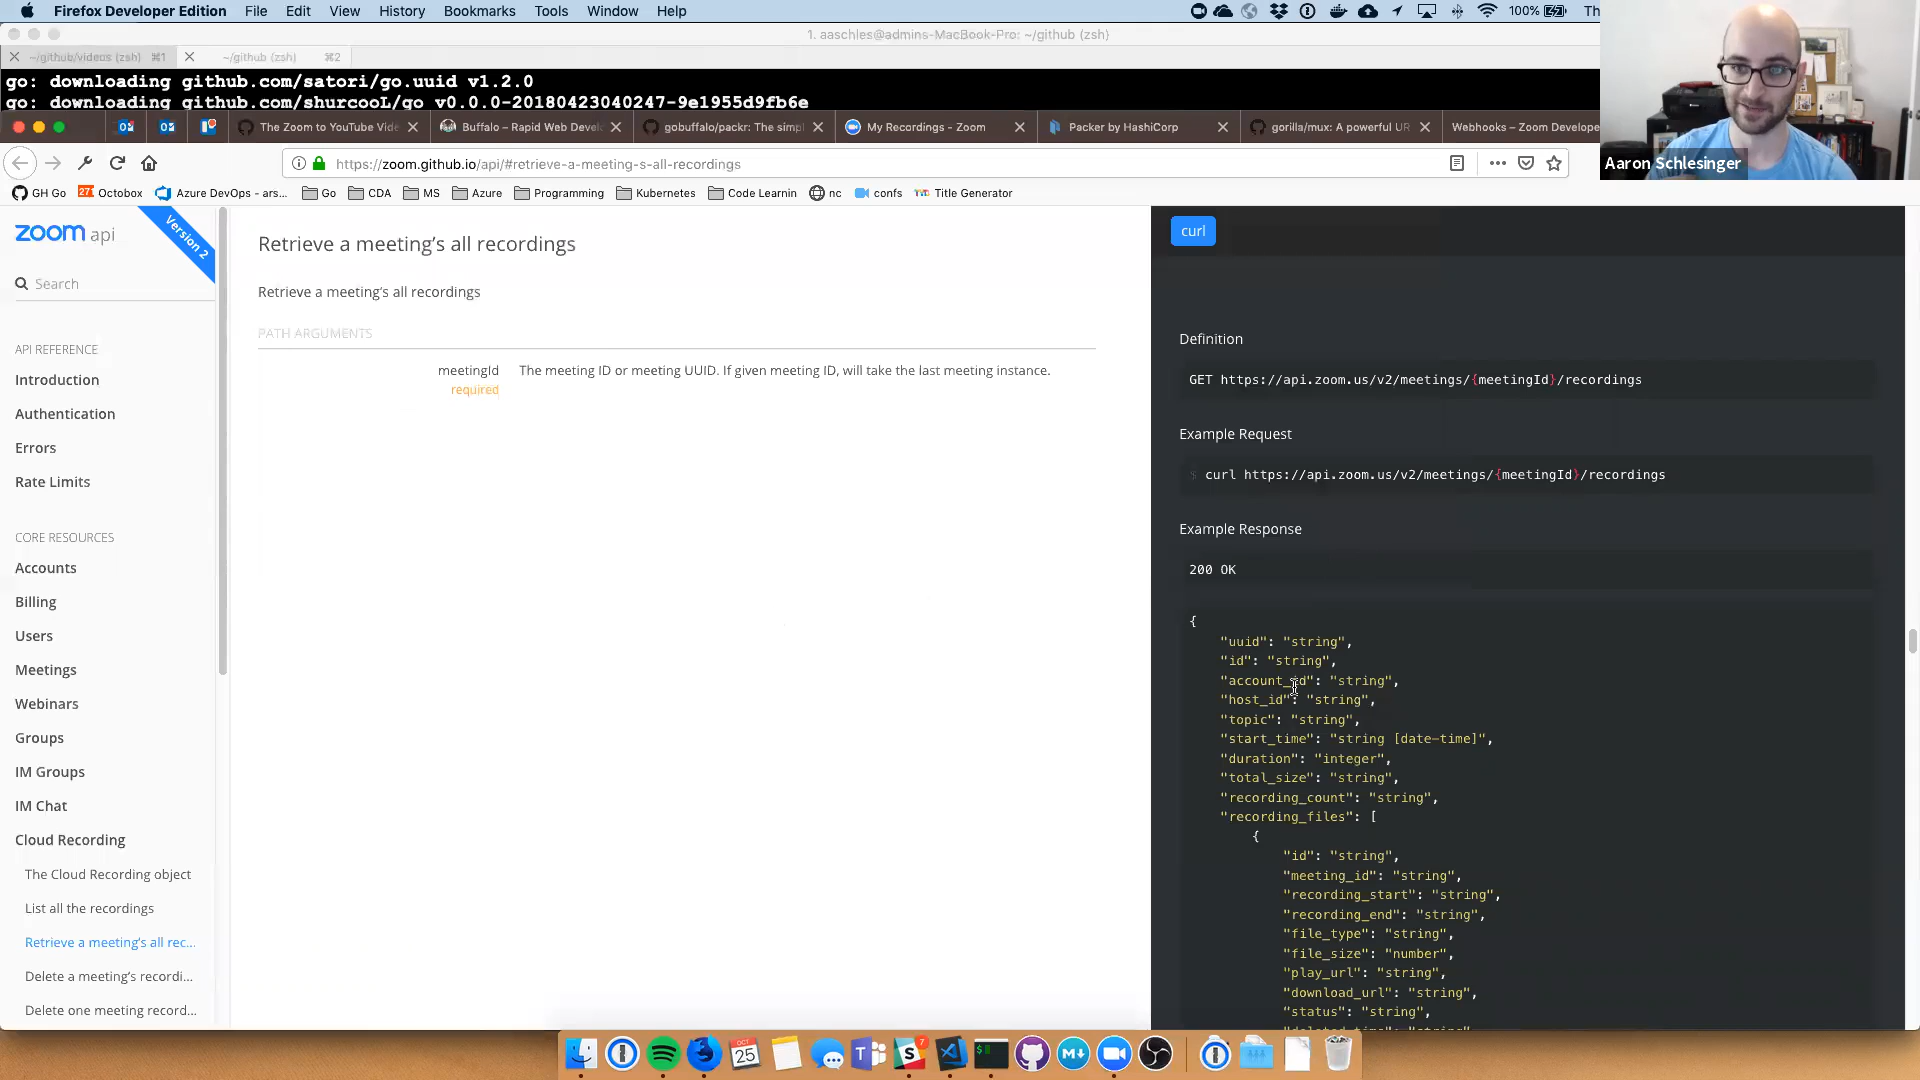 Firefox Developer Edition File Edit View History Bookmarks Tools Window Help
100% Th
1. aaschles@admins-MacBook-Pro: ~/github (zsh)
~/github/videos (zsh) ⌘1 ~/github (zsh) ⌘2
go: downloading github.com/satori/go.uuid v1.2.0
go: downloading github.com/shurcooL/go v0.0.0-20180423040247-9e1955d9fb6e
The Zoom to YouTube Vide Buffalo – Rapid Web Devel gobuffalo/packr: The simpl My Recordings - Zoom Packer by HashiCorp gorilla/mux: A powerful UR Webhooks – Zoom Develope
https://zoom.github.io/api/#retrieve-a-meeting-s-all-recordings
GH Go 271 Octobox Azure DevOps - ars... Go CDA MS Azure Programming Kubernetes Code Learnin nc confs Title Generator
Aaron Schlesinger
zoom api
Version 2
Search
API REFERENCE
Introduction
Authentication
Errors
Rate Limits
CORE RESOURCES
Accounts
Billing
Users
Meetings
Webinars
Groups
IM Groups
IM Chat
Cloud Recording
The Cloud Recording object
List all the recordings
Retrieve a meeting's all rec...
Delete a meeting's recordi...
Delete one meeting record...
Retrieve a meeting's all recordings
Retrieve a meeting's all recordings
PATH ARGUMENTS
meetingId The meeting ID or meeting UUID. If given meeting ID, will take the last meeting instance.
required
curl
Definition
GET https://api.zoom.us/v2/meetings/{meetingId}/recordings
Example Request
$ curl https://api.zoom.us/v2/meetings/{meetingId}/recordings
Example Response
200 OK
{
"uuid": "string",
"id": "string",
"account_id": "string",
"host_id": "string",
"topic": "string",
"start_time": "string [date-time]",
"duration": "integer",
"total_size": "string",
"recording_count": "string",
"recording_files": [
{
"id": "string",
"meeting_id": "string",
"recording_start": "string",
"recording_end": "string",
"file_type": "string",
"file_size": "number",
"play_url": "string",
"download_url": "string",
"status": "string",
OCT
25
7